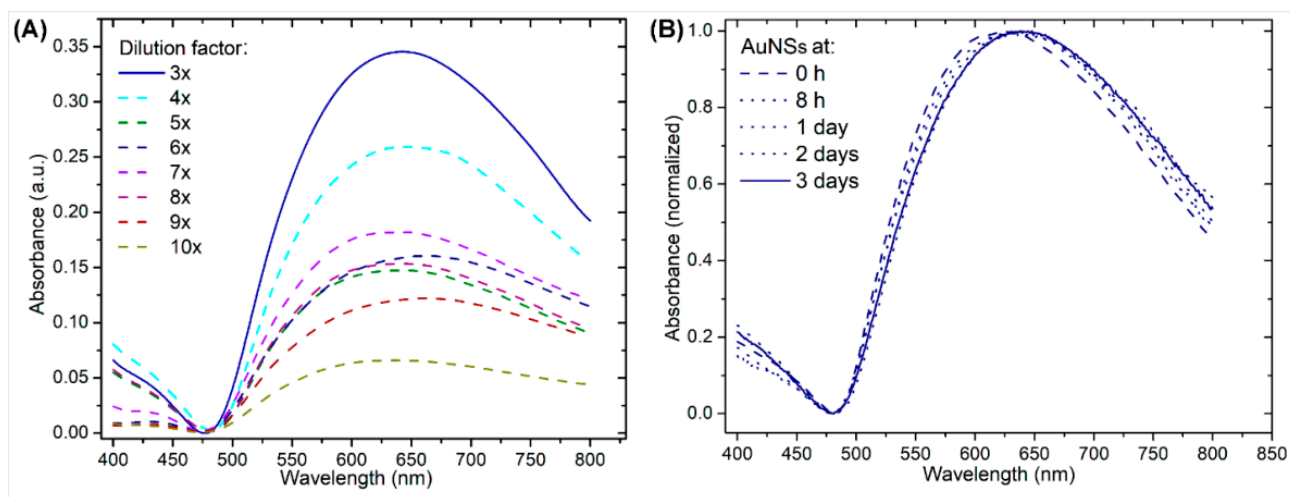 (A)
Dilution factor:
3x
4x
5x
6x
7x
8x
9x
10x
0.35
0.30
0.25
0.20
0.15
0.10
0.05
0.00
Absorbance (a.u.)
400 450 500 550 600 650 700 750 800
Wavelength (nm)
(B)
AuNSs at:
0 h
8 h
1 day
2 days
3 days
1.0
0.8
0.6
0.4
0.2
0.0
Absorbance (normalized)
400 450 500 550 600 650 700 750 800 850
Wavelength (nm)